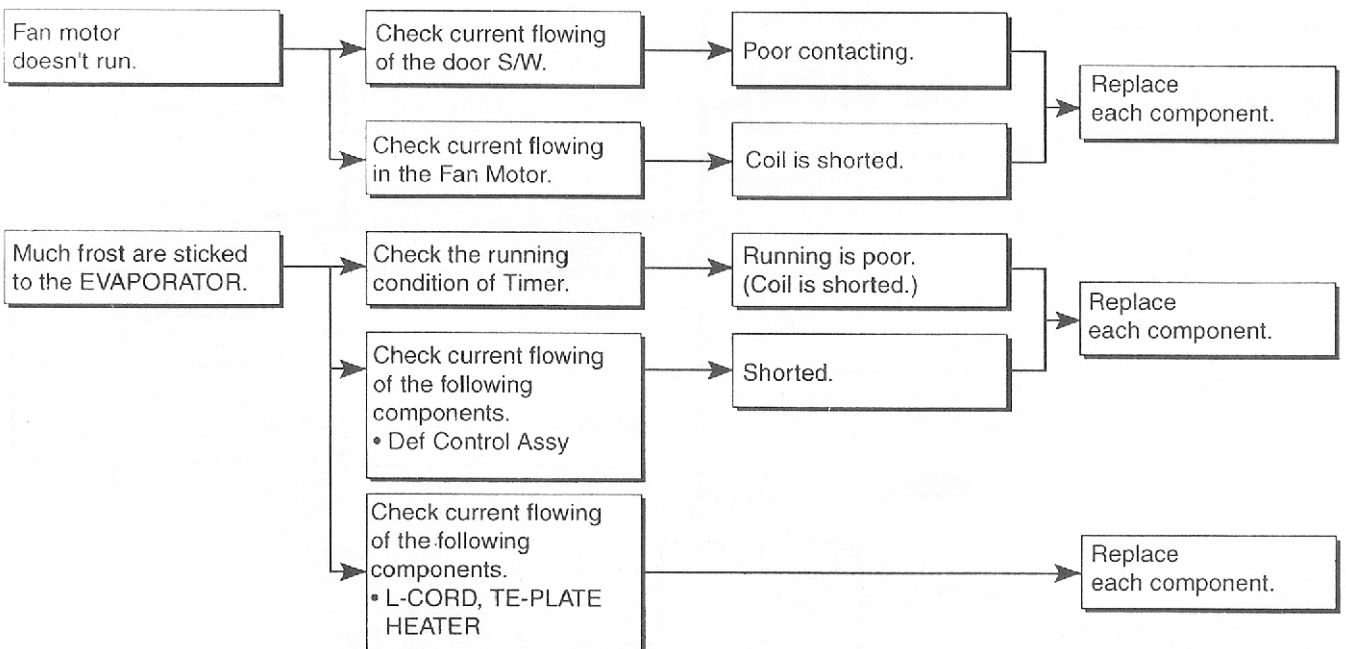 Fan motor
doesn't run.
Check current flowing
of the door S/W.
Poor contacting.
Replace
each component.
Check current flowing
in the Fan Motor.
Coil is shorted.
Much frost are sticked
to the EVAPORATOR.
Check the running
condition of Timer.
Running is poor.
(Coil is shorted.)
Replace
each component.
Check current flowing
of the following
components.
• Def Control Assy
Shorted.
Check current flowing
of the following
components.
• L-CORD, TE-PLATE
HEATER
Replace
each component.